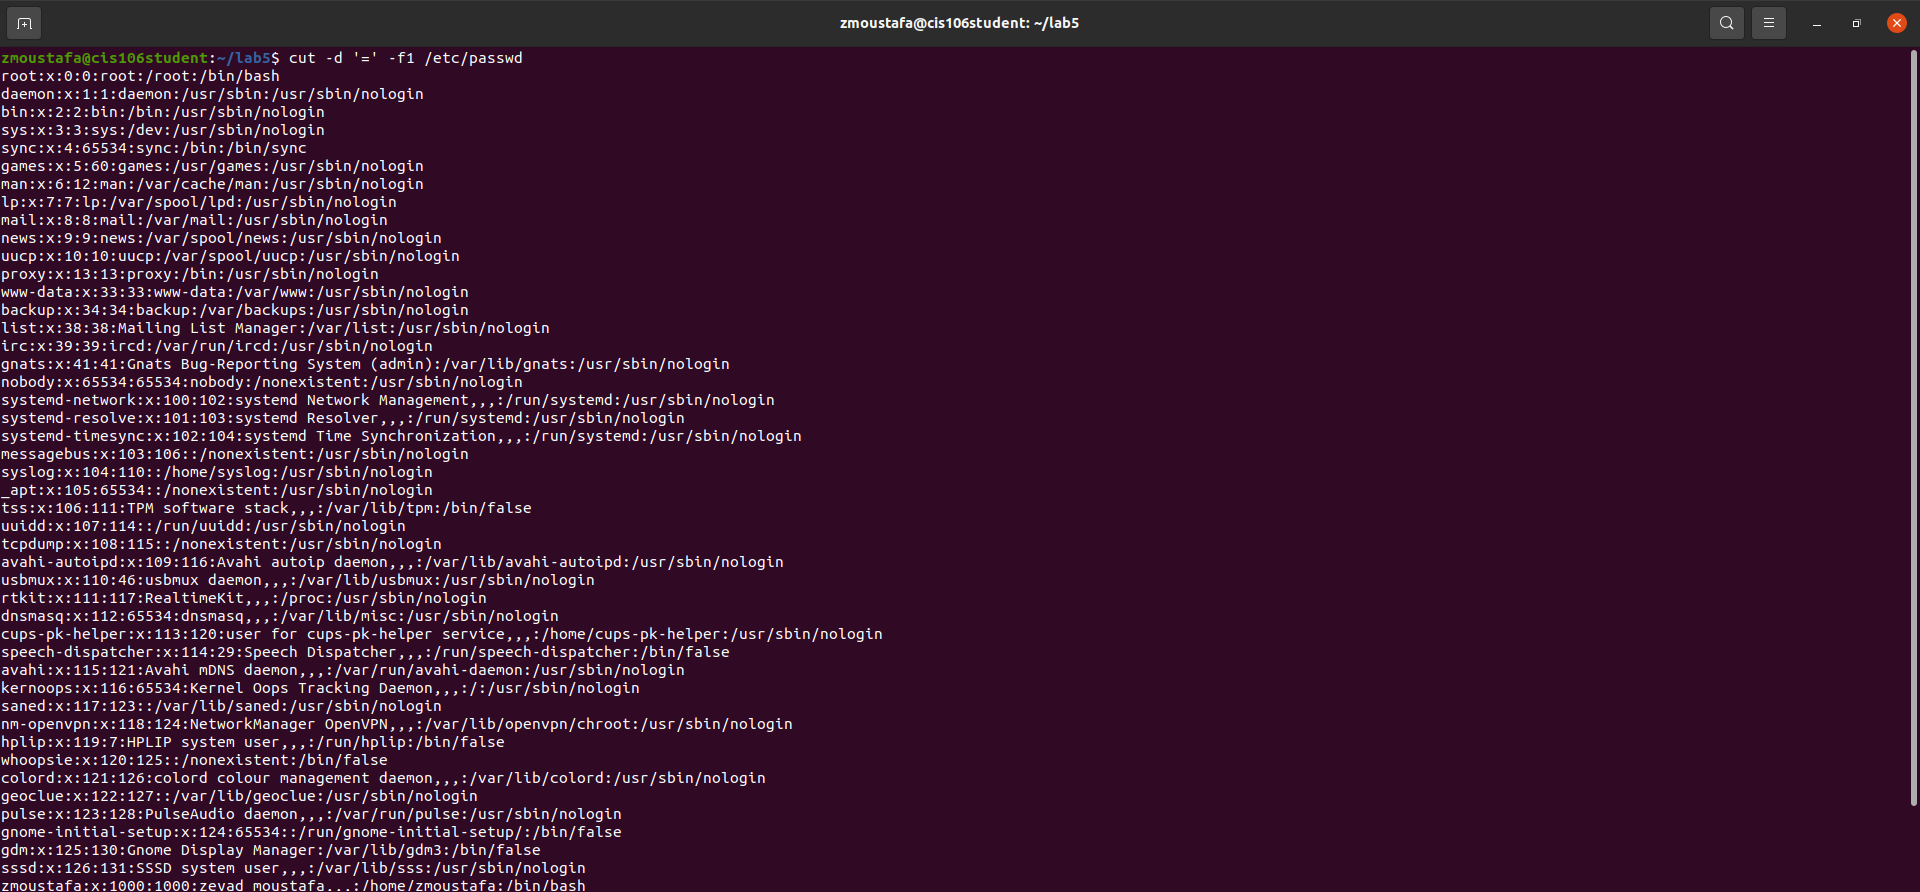 zmoustafa@cis106student: ~/lab5
zmoustafa@cis106student:~/lab5$ cut -d '=' -f1 /etc/passwd
root:x:0:0:root:/root:/bin/bash
daemon:x:1:1:daemon:/usr/sbin:/usr/sbin/nologin
bin:x:2:2:bin:/bin:/usr/sbin/nologin
sys:x:3:3:sys:/dev:/usr/sbin/nologin
sync:x:4:65534:sync:/bin:/bin/sync
games:x:5:60:games:/usr/games:/usr/sbin/nologin
man:x:6:12:man:/var/cache/man:/usr/sbin/nologin
lp:x:7:7:lp:/var/spool/lpd:/usr/sbin/nologin
mail:x:8:8:mail:/var/mail:/usr/sbin/nologin
news:x:9:9:news:/var/spool/news:/usr/sbin/nologin
uucp:x:10:10:uucp:/var/spool/uucp:/usr/sbin/nologin
proxy:x:13:13:proxy:/bin:/usr/sbin/nologin
www-data:x:33:33:www-data:/var/www:/usr/sbin/nologin
backup:x:34:34:backup:/var/backups:/usr/sbin/nologin
list:x:38:38:Mailing List Manager:/var/list:/usr/sbin/nologin
irc:x:39:39:ircd:/var/run/ircd:/usr/sbin/nologin
gnats:x:41:41:Gnats Bug-Reporting System (admin):/var/lib/gnats:/usr/sbin/nologin
nobody:x:65534:65534:nobody:/nonexistent:/usr/sbin/nologin
systemd-network:x:100:102:systemd Network Management,,,:/run/systemd:/usr/sbin/nologin
systemd-resolve:x:101:103:systemd Resolver,,,:/run/systemd:/usr/sbin/nologin
systemd-timesync:x:102:104:systemd Time Synchronization,,,:/run/systemd:/usr/sbin/nologin
messagebus:x:103:106::/nonexistent:/usr/sbin/nologin
syslog:x:104:110::/home/syslog:/usr/sbin/nologin
_apt:x:105:65534::/nonexistent:/usr/sbin/nologin
tss:x:106:111:TPM software stack,,,:/var/lib/tpm:/bin/false
uuidd:x:107:114::/run/uuidd:/usr/sbin/nologin
tcpdump:x:108:115::/nonexistent:/usr/sbin/nologin
avahi-autoipd:x:109:116:Avahi autoip daemon,,,:/var/lib/avahi-autoipd:/usr/sbin/nologin
usbmux:x:110:46:usbmux daemon,,,:/var/lib/usbmux:/usr/sbin/nologin
rtkit:x:111:117:RealtimeKit,,,:/proc:/usr/sbin/nologin
dnsmasq:x:112:65534:dnsmasq,,,:/var/lib/misc:/usr/sbin/nologin
cups-pk-helper:x:113:120:user for cups-pk-helper service,,,:/home/cups-pk-helper:/usr/sbin/nologin
speech-dispatcher:x:114:29:Speech Dispatcher,,,:/run/speech-dispatcher:/bin/false
avahi:x:115:121:Avahi mDNS daemon,,,:/var/run/avahi-daemon:/usr/sbin/nologin
kernoops:x:116:65534:Kernel Oops Tracking Daemon,,,:/:/usr/sbin/nologin
saned:x:117:123::/var/lib/saned:/usr/sbin/nologin
nm-openvpn:x:118:124:NetworkManager OpenVPN,,,:/var/lib/openvpn/chroot:/usr/sbin/nologin
hplip:x:119:7:HPLIP system user,,,:/run/hplip:/bin/false
whoopsie:x:120:125::/nonexistent:/bin/false
colord:x:121:126:colord colour management daemon,,,:/var/lib/colord:/usr/sbin/nologin
geoclue:x:122:127::/var/lib/geoclue:/usr/sbin/nologin
pulse:x:123:128:PulseAudio daemon,,,:/var/run/pulse:/usr/sbin/nologin
gnome-initial-setup:x:124:65534::/run/gnome-initial-setup/:/bin/false
gdm:x:125:130:Gnome Display Manager:/var/lib/gdm3:/bin/false
sssd:x:126:131:SSSD system user,,,:/var/lib/sss:/usr/sbin/nologin
zmoustafa:x:1000:1000:zeyad moustafa,,,:/home/zmoustafa:/bin/bash